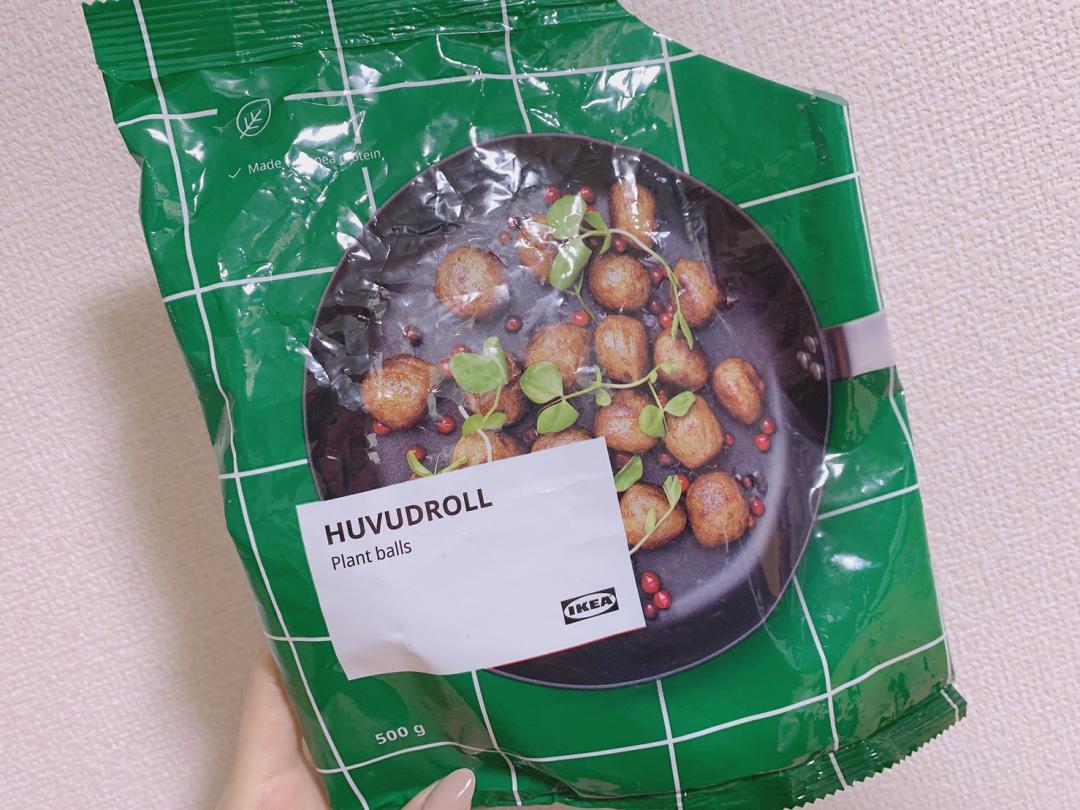 Made pea protein
HUVUDROLL
Plant balls
IKEA
500 g